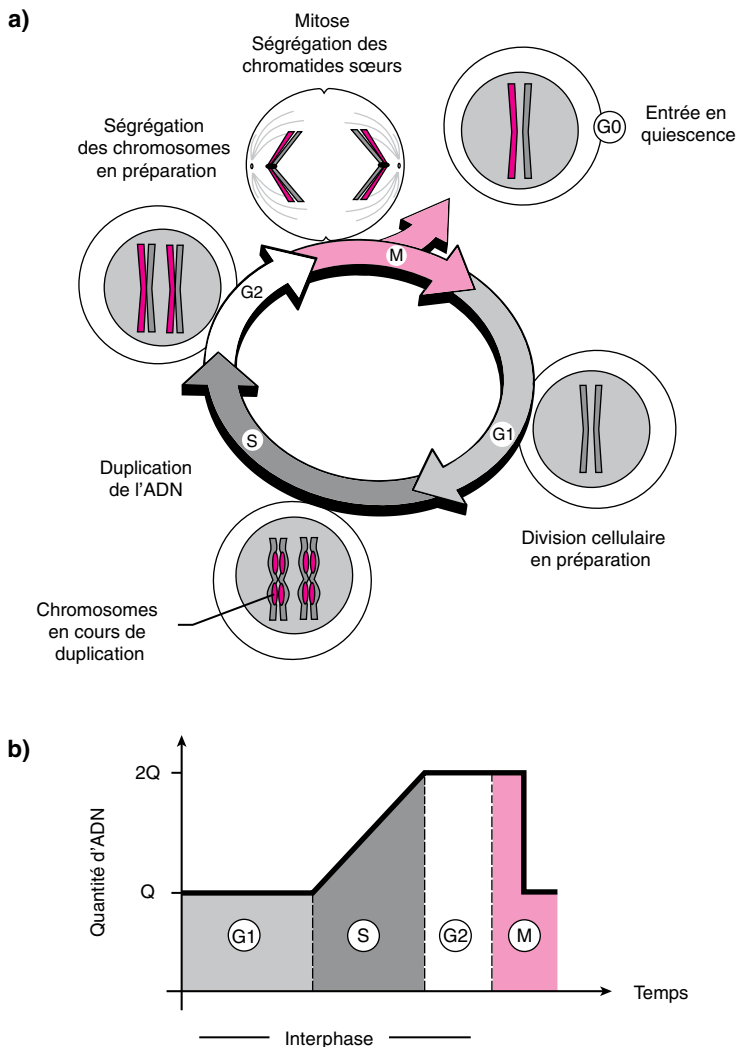 a)
Mitose
Ségrégation des
chromatides sœurs
Ségrégation
des chromosomes
en préparation
G0
Entrée en
quiescence
M
G2
S
G1
Duplication
de l'ADN
Division cellulaire
en préparation
Chromosomes
en cours de
duplication
b)
Quantité d'ADN
2Q
Q
G1
S
G2
M
Temps
Interphase